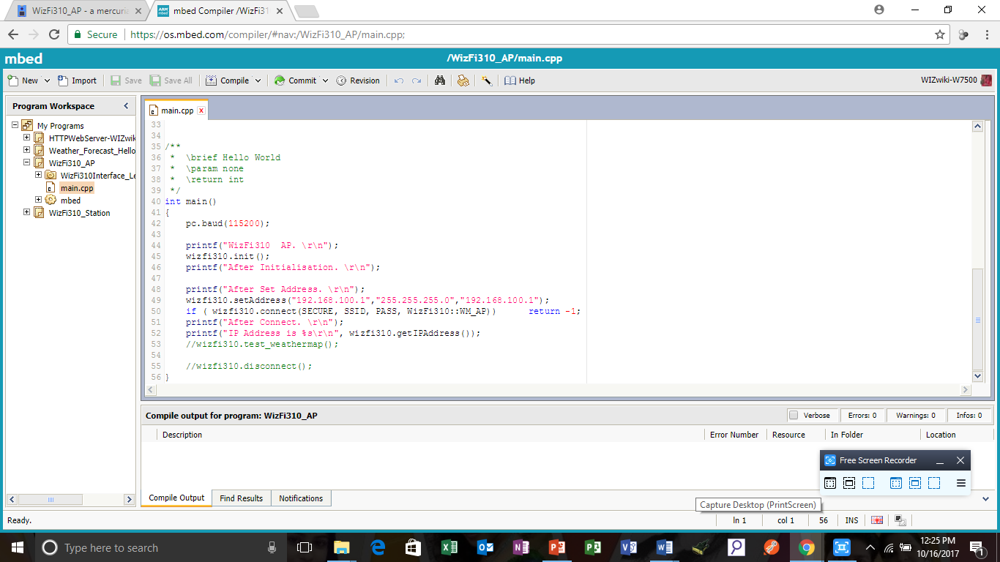 WizFi310_AP - a mercuria
mbed Compiler /WizFi31
Secure https://os.mbed.com/compiler/#nav:/WizFi310_AP/main.cpp;
mbed
/WizFi310_AP/main.cpp
New Import Save Save All Compile Commit Revision Help
WIZwiki-W7500
Program Workspace
My Programs
HTTPWebServer-WIZwik
Weather_Forecast_Hello
WizFi310_AP
WizFi310Interface_Le
main.cpp
mbed
WizFi310_Station
main.cpp
33
34
35 /**
36 * \brief Hello World
37 * \param none
38 * \return int
39 */
40 int main()
41 {
42 pc.baud(115200);
43
44 printf("WizFi310  AP. \r\n");
45 wizfi310.init();
46 printf("After Initialisation. \r\n");
47
48 printf("After Set Address. \r\n");
49 wizfi310.setAddress("192.168.100.1","255.255.255.0","192.168.100.1");
50 if ( wizfi310.connect(SECURE, SSID, PASS, WizFi310::WM_AP)) return -1;
51 printf("After Connect. \r\n");
52 printf("IP Address is %s\r\n", wizfi310.getIPAddress());
53 //wizfi310.test_weathermap();
54
55 //wizfi310.disconnect();
56 }
Compile output for program: WizFi310_AP
Verbose Errors: 0 Warnings: 0 Infos: 0
Description Error Number Resource In Folder Location
Free Screen Recorder
Compile Output Find Results Notifications
Capture Desktop (PrintScreen)
Ready.
ln 1 col 1 56 INS
Type here to search
12:25 PM
10/16/2017
1